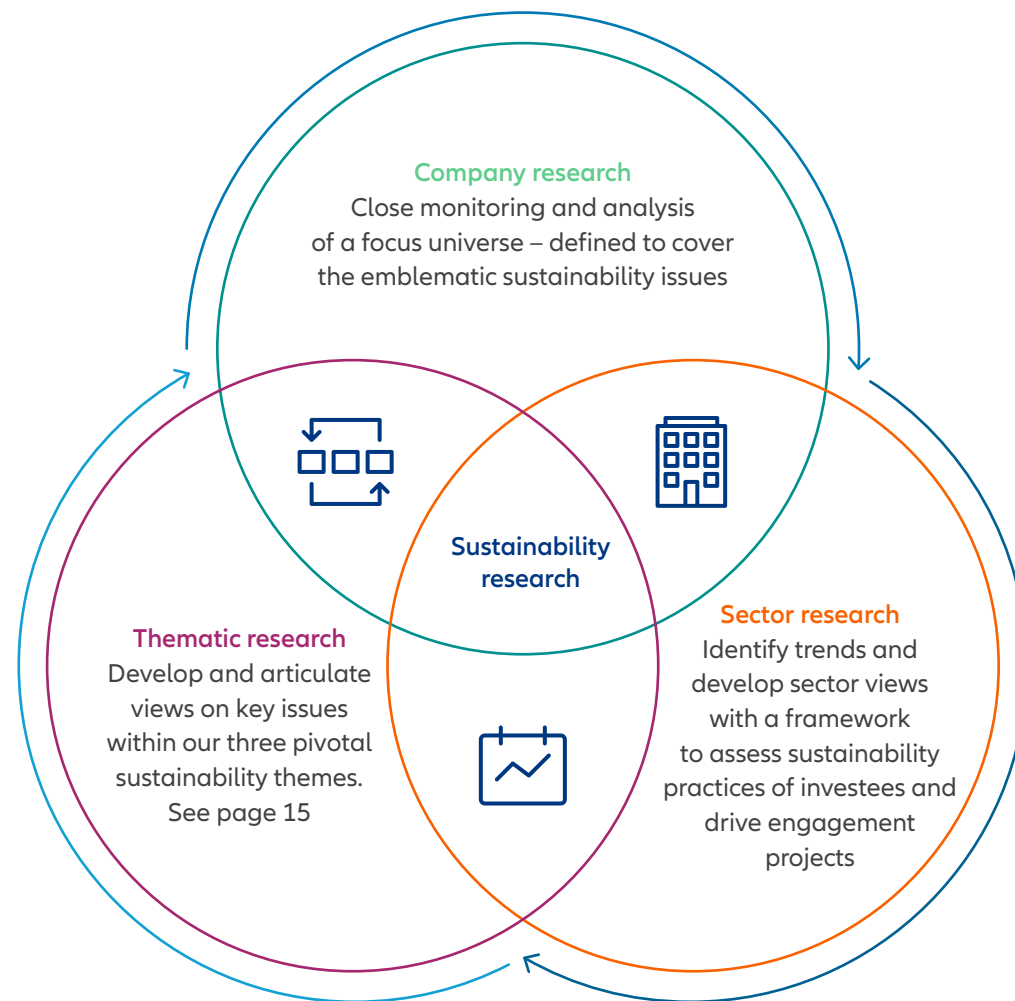 Company research
Close monitoring and analysis
of a focus universe – defined to cover
the emblematic sustainability issues
Sustainability
research
Thematic research
Develop and articulate
views on key issues
within our three pivotal
sustainability themes.
See page 15
Sector research
Identify trends and
develop sector views
with a framework
to assess sustainability
practices of investees and
drive engagement
projects